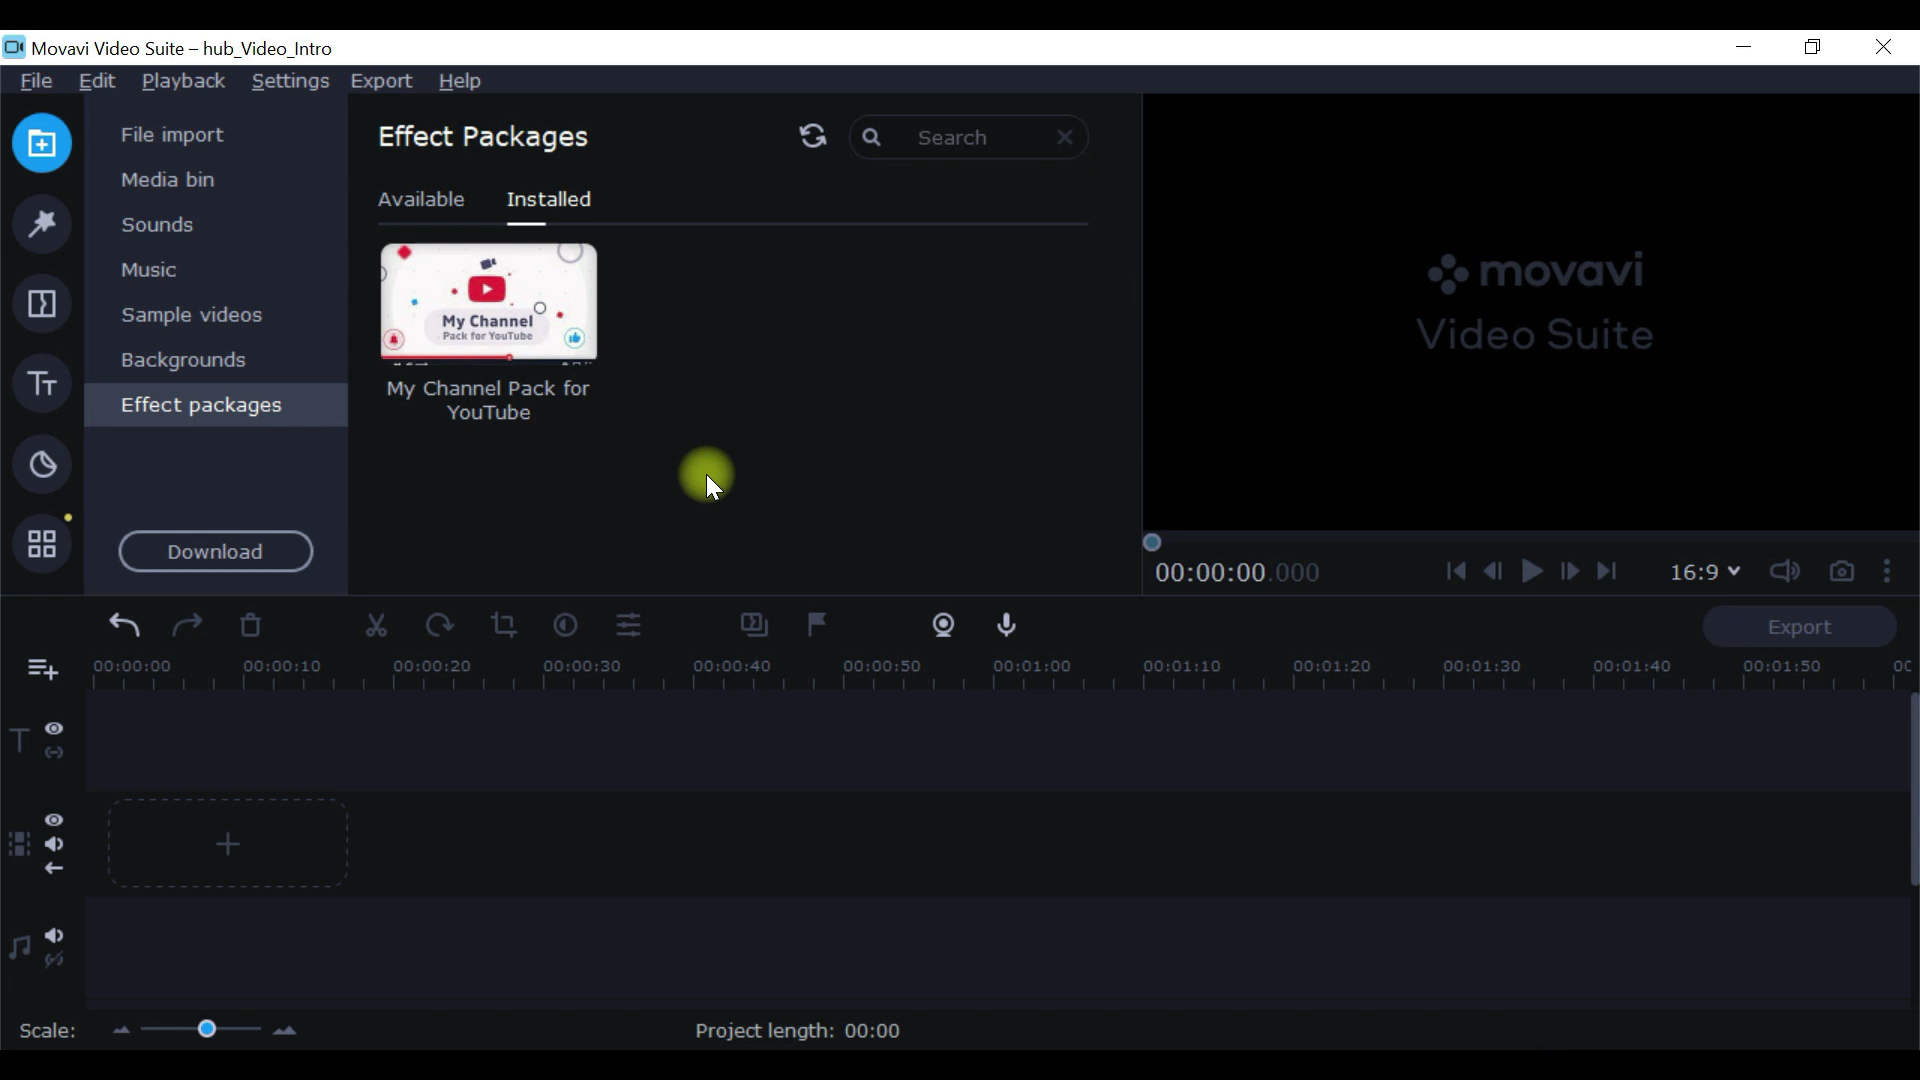 Movavi Video Suite – hub_Video_Intro
File Edit Playback Settings Export Help
File import
Media bin
Sounds
Music
Sample videos
Backgrounds
Effect packages
Download
Effect Packages
Search
Available Installed
My Channel
Pack for YouTube
My Channel Pack for
YouTube
movavi
Video Suite
00:00:00.000
16:9
Export
00:00:00 00:00:10 00:00:20 00:00:30 00:00:40 00:00:50 00:01:00 00:01:10 00:01:20 00:01:30 00:01:40 00:01:50
Scale:
Project length: 00:00